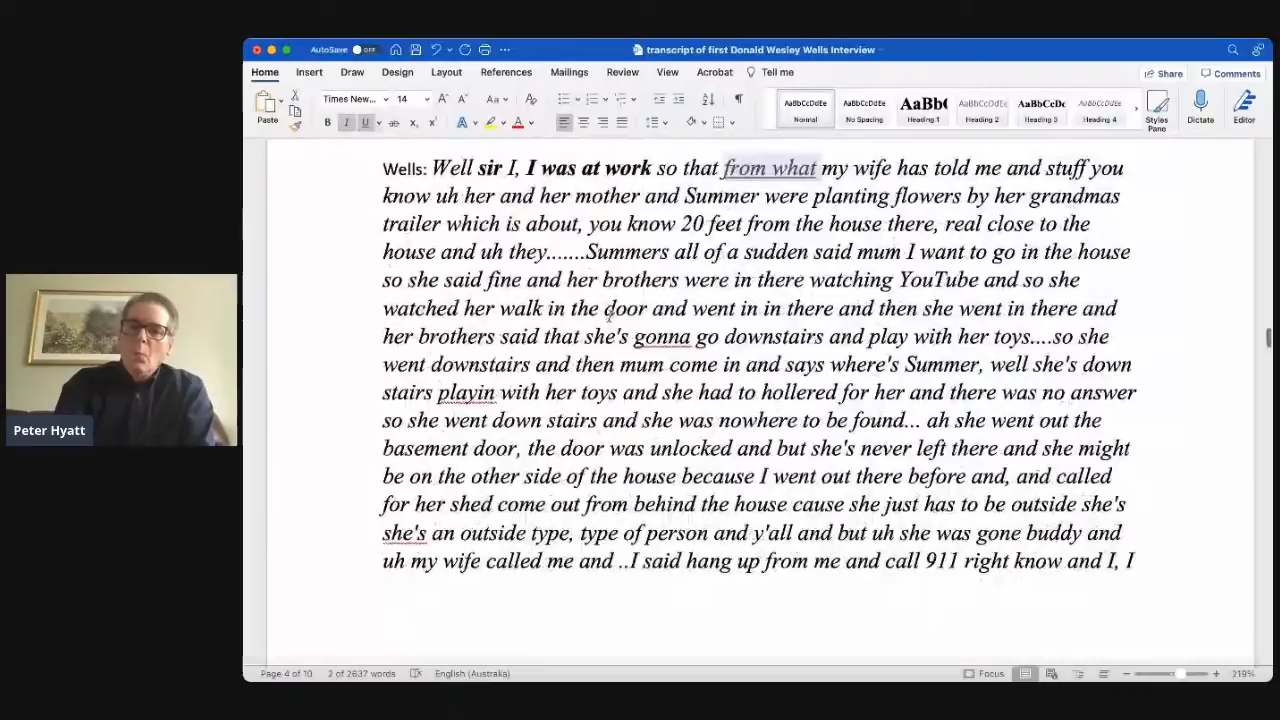 AutoSave OFF
transcript of first Donald Wesley Wells Interview
Home Insert Draw Design Layout References Mailings Review View Acrobat Tell me
Share Comments
Paste
Times New... 14
AaBbCcDdEe Normal
AaBbCcDdEe No Spacing
AaBbC Heading 1
AaBbCcDdEe Heading 2
AaBbCcDc Heading 3
AaBbCcDdEe Heading 4
Styles Pane
Dictate
Editor
Wells: Well sir I, I was at work so that from what my wife has told me and stuff you
know uh her and her mother and Summer were planting flowers by her grandmas
trailer which is about, you know 20 feet from the house there, real close to the
house and uh they.......Summers all of a sudden said mum I want to go in the house
so she said fine and her brothers were in there watching YouTube and so she
watched her walk in the door and went in in there and then she went in there and
her brothers said that she's gonna go downstairs and play with her toys....so she
went downstairs and then mum come in and says where's Summer, well she's down
stairs playin with her toys and she had to hollered for her and there was no answer
so she went down stairs and she was nowhere to be found... ah she went out the
basement door, the door was unlocked and but she's never left there and she might
be on the other side of the house because I went out there before and, and called
for her shed come out from behind the house cause she just has to be outside she's
she's an outside type, type of person and y'all and but uh she was gone buddy and
uh my wife called me and ..I said hang up from me and call 911 right know and I, I
Peter Hyatt
Page 4 of 10 2 of 2637 words English (Australia) Focus 219%